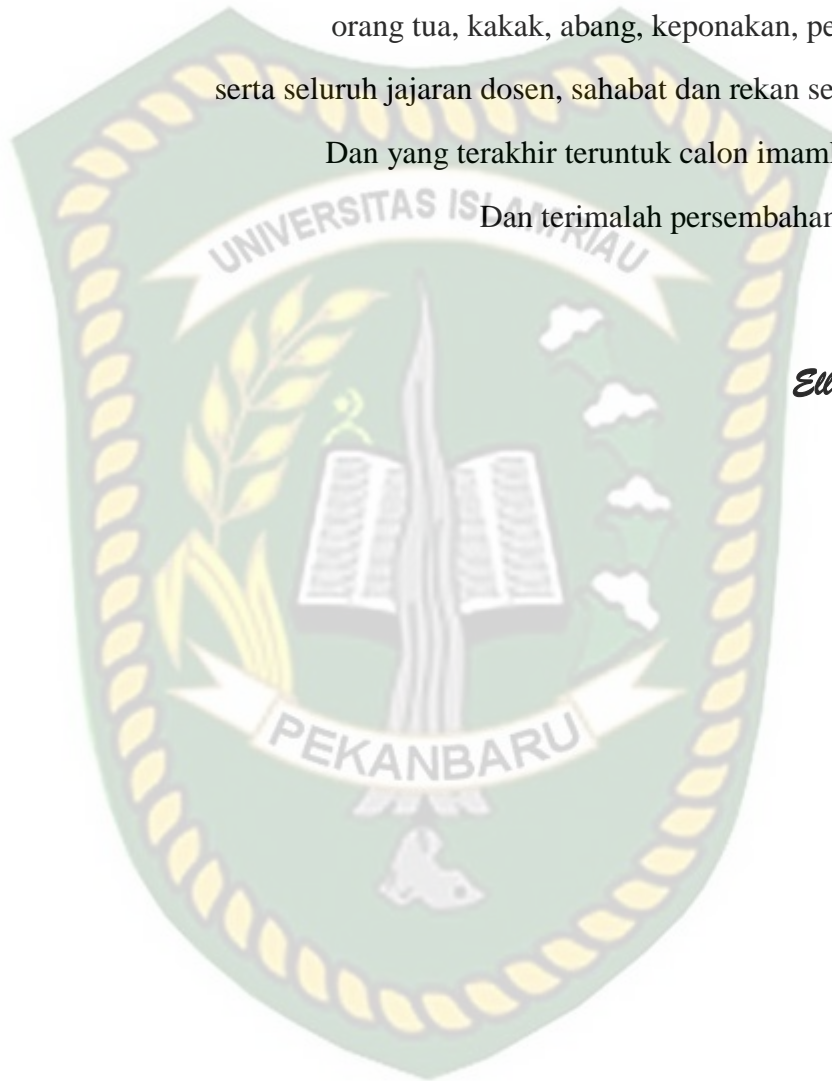 orang tua, kakak, abang, keponakan, pe
serta seluruh jajaran dosen, sahabat dan rekan se
Dan yang terakhir teruntuk calon imam
Dan terimalah persembahan
Ell
UNIVERSITAS ISLAM RIAU
PEKANBARU